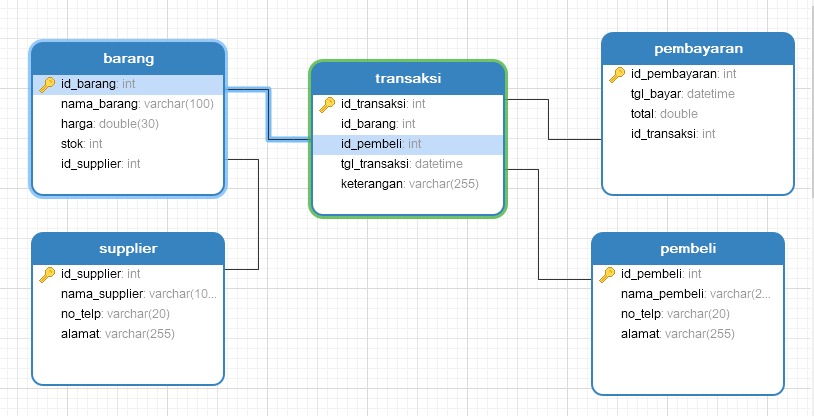 barang
id_barang: int
nama_barang: varchar(100)
harga: double(30)
stok: int
id_supplier: int
transaksi
id_transaksi: int
id_barang: int
id_pembeli: int
tgl_transaksi: datetime
keterangan: varchar(255)
pembayaran
id_pembayaran: int
tgl_bayar: datetime
total: double
id_transaksi: int
supplier
id_supplier: int
nama_supplier: varchar(10...
no_telp: varchar(20)
alamat: varchar(255)
pembeli
id_pembeli: int
nama_pembeli: varchar(2...
no_telp: varchar(20)
alamat: varchar(255)